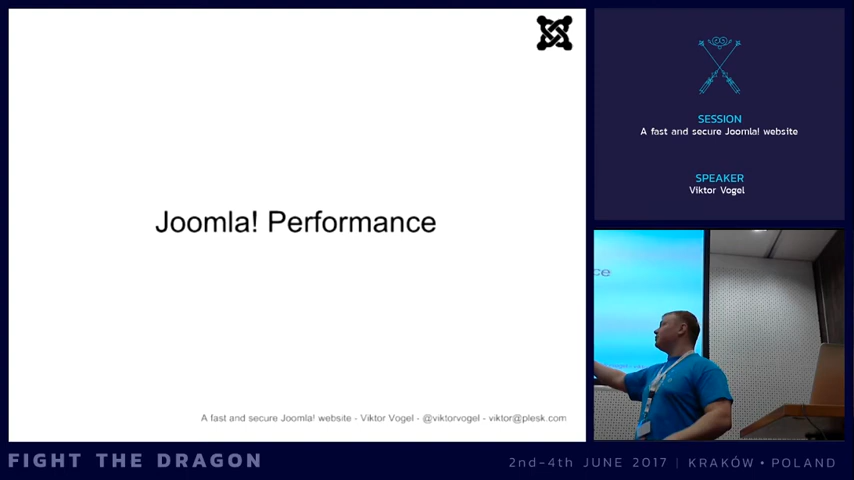 Joomla! Performance
A fast and secure Joomla! website - Viktor Vogel - @viktorvogel - viktor@plesk.com
SESSION
A fast and secure Joomla! website
SPEAKER
Viktor Vogel
ce
FIGHT THE DRAGON
2nd-4th JUNE 2017 | KRAKÓW • POLAND